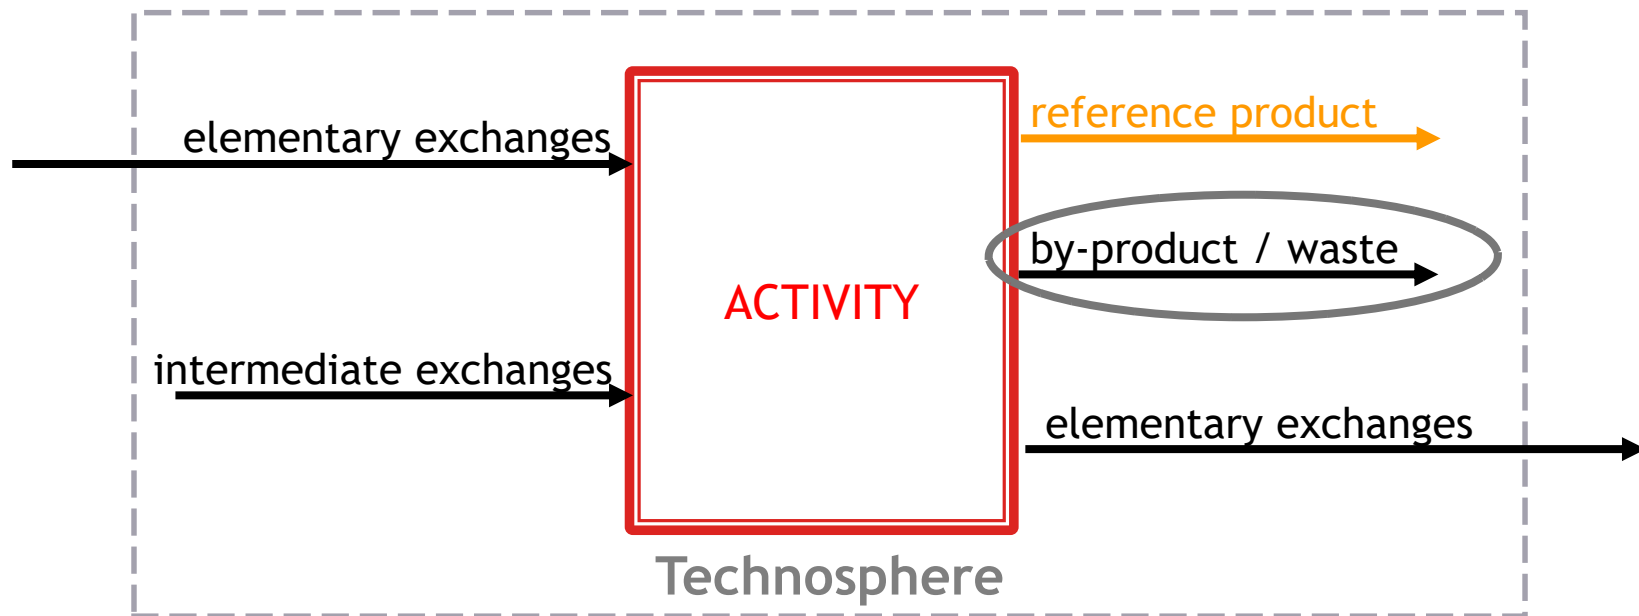 elementary exchanges
reference product
by-product / waste
ACTIVITY
intermediate exchanges
elementary exchanges
Technosphere